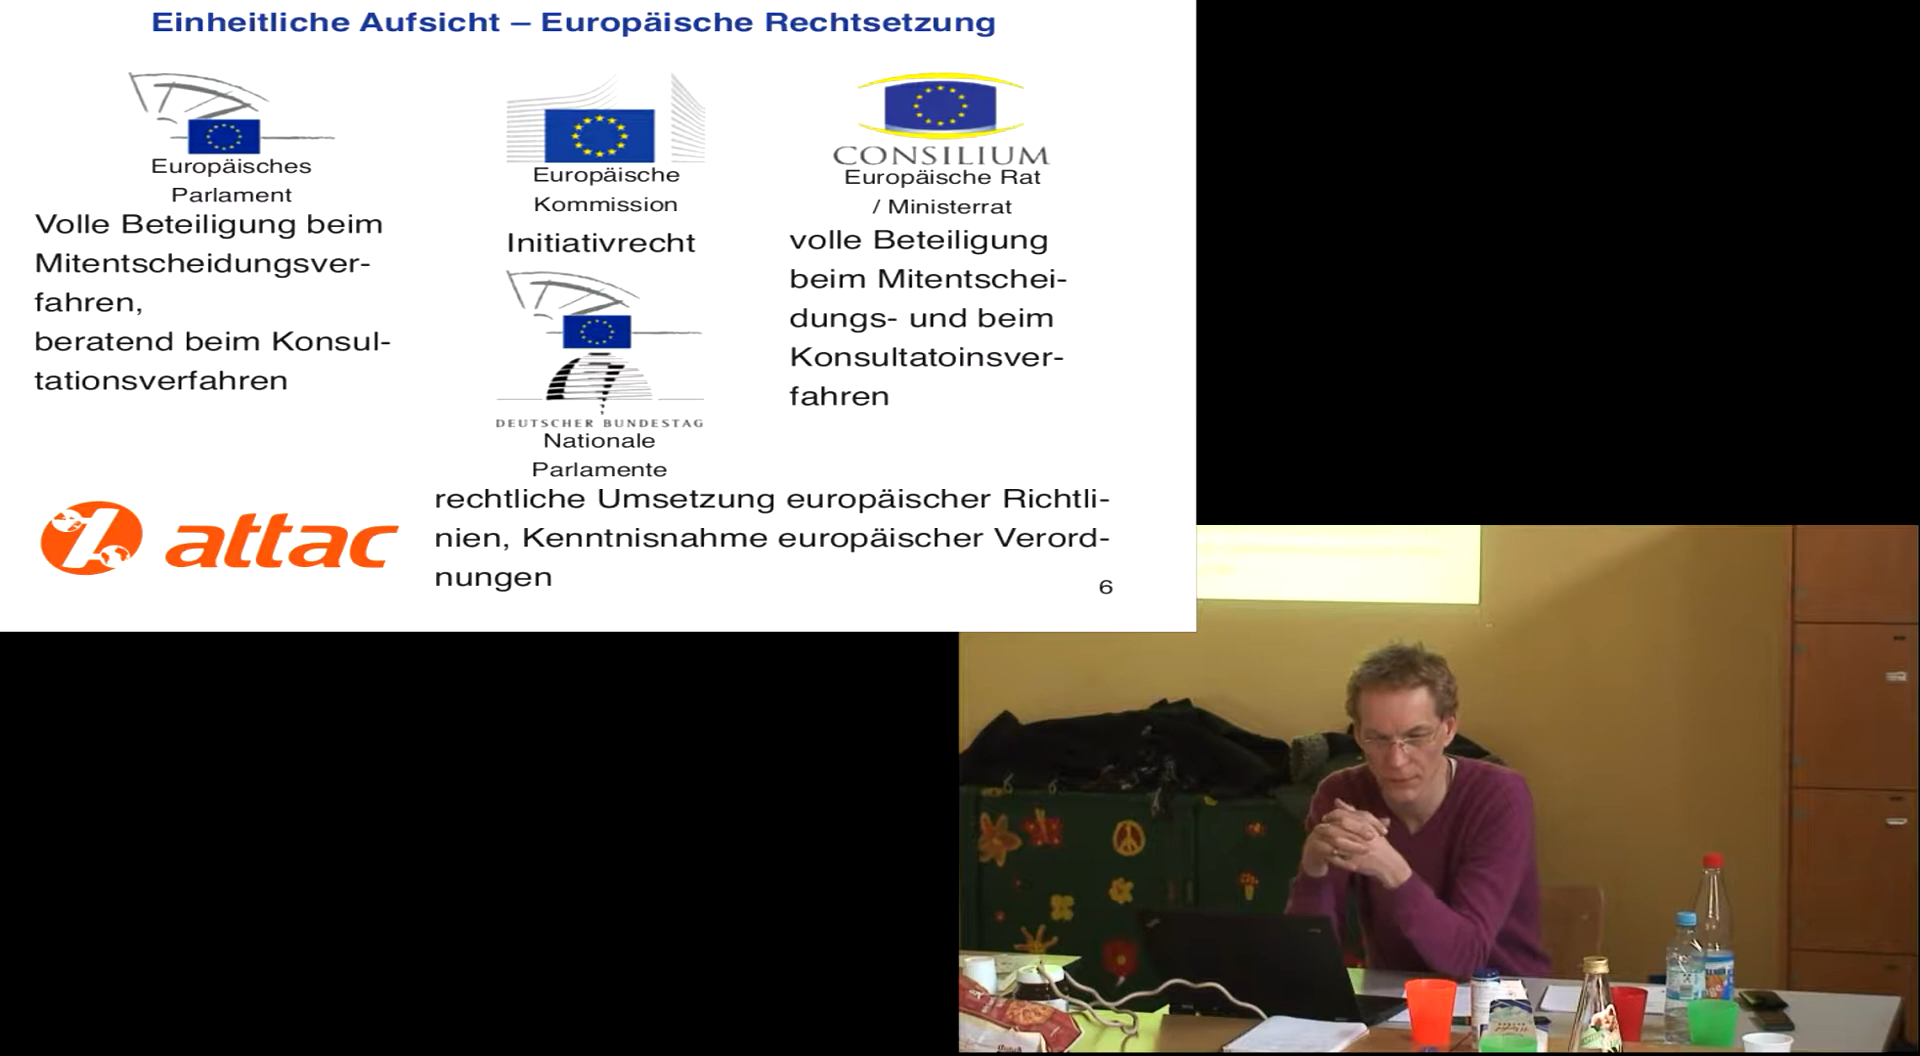 Einheitliche Aufsicht – Europäische Rechtsetzung
Europäisches
Parlament
Volle Beteiligung beim
Mitentscheidungsver-
fahren,
beratend beim Konsul-
tationsverfahren
Europäische
Kommission
Initiativrecht
DEUTSCHER BUNDESTAG
Nationale
Parlamente
CONSILIUM
Europäische Rat
/ Ministerrat
volle Beteiligung
beim Mitentschei-
dungs- und beim
Konsultatoinsver-
fahren
rechtliche Umsetzung europäischer Richtli-
nien, Kenntnisnahme europäischer Verord-
nungen
attac
6